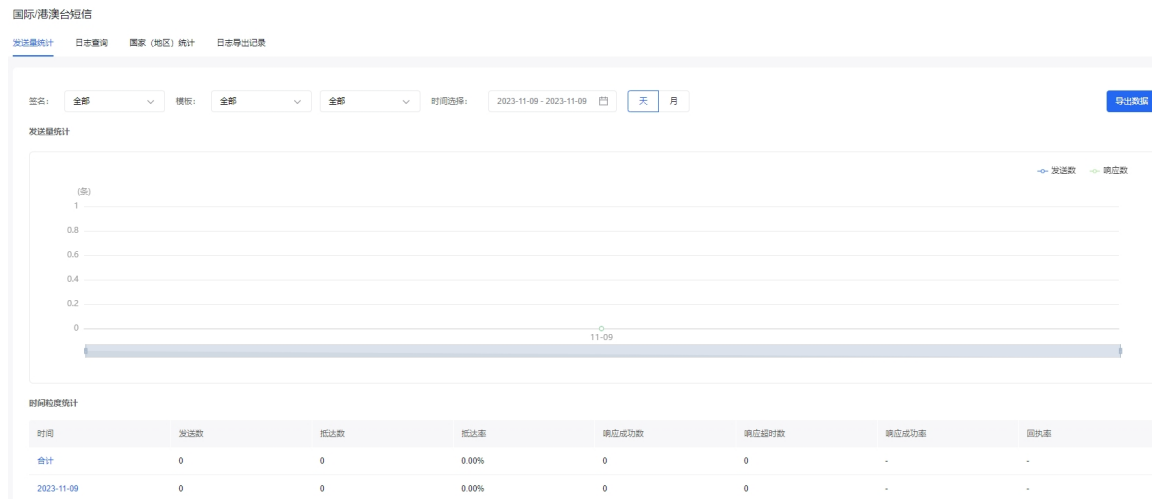 国际/港澳台短信
发送量统计 日志查询 国家（地区）统计 日志导出记录
签名： 全部 模板： 全部 全部 时间选择： 2023-11-09 - 2023-11-09 天 月 导出数据
发送量统计
发送数 响应数
(条)
1
0.8
0.6
0.4
0.2
0
11-09
时间粒度统计
时间 发送数 抵达数 抵达率 响应成功数 响应超时数 响应成功率 回执率
合计 0 0 0.00% 0 0 - -
2023-11-09 0 0 0.00% 0 0 - -